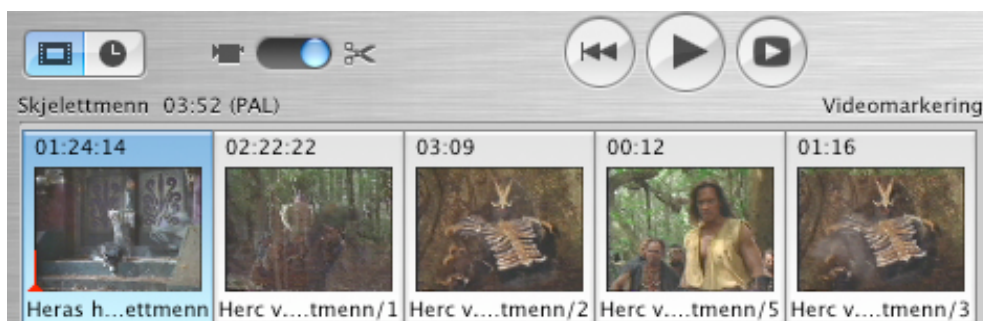 Skjelettmenn 03:52 (PAL) Videomarkering
01:24:14 02:22:22 03:09 00:12 01:16
Heras h...ettmenn Herc v....tmenn/1 Herc v....tmenn/2 Herc v....tmenn/5 Herc v....tmenn/3